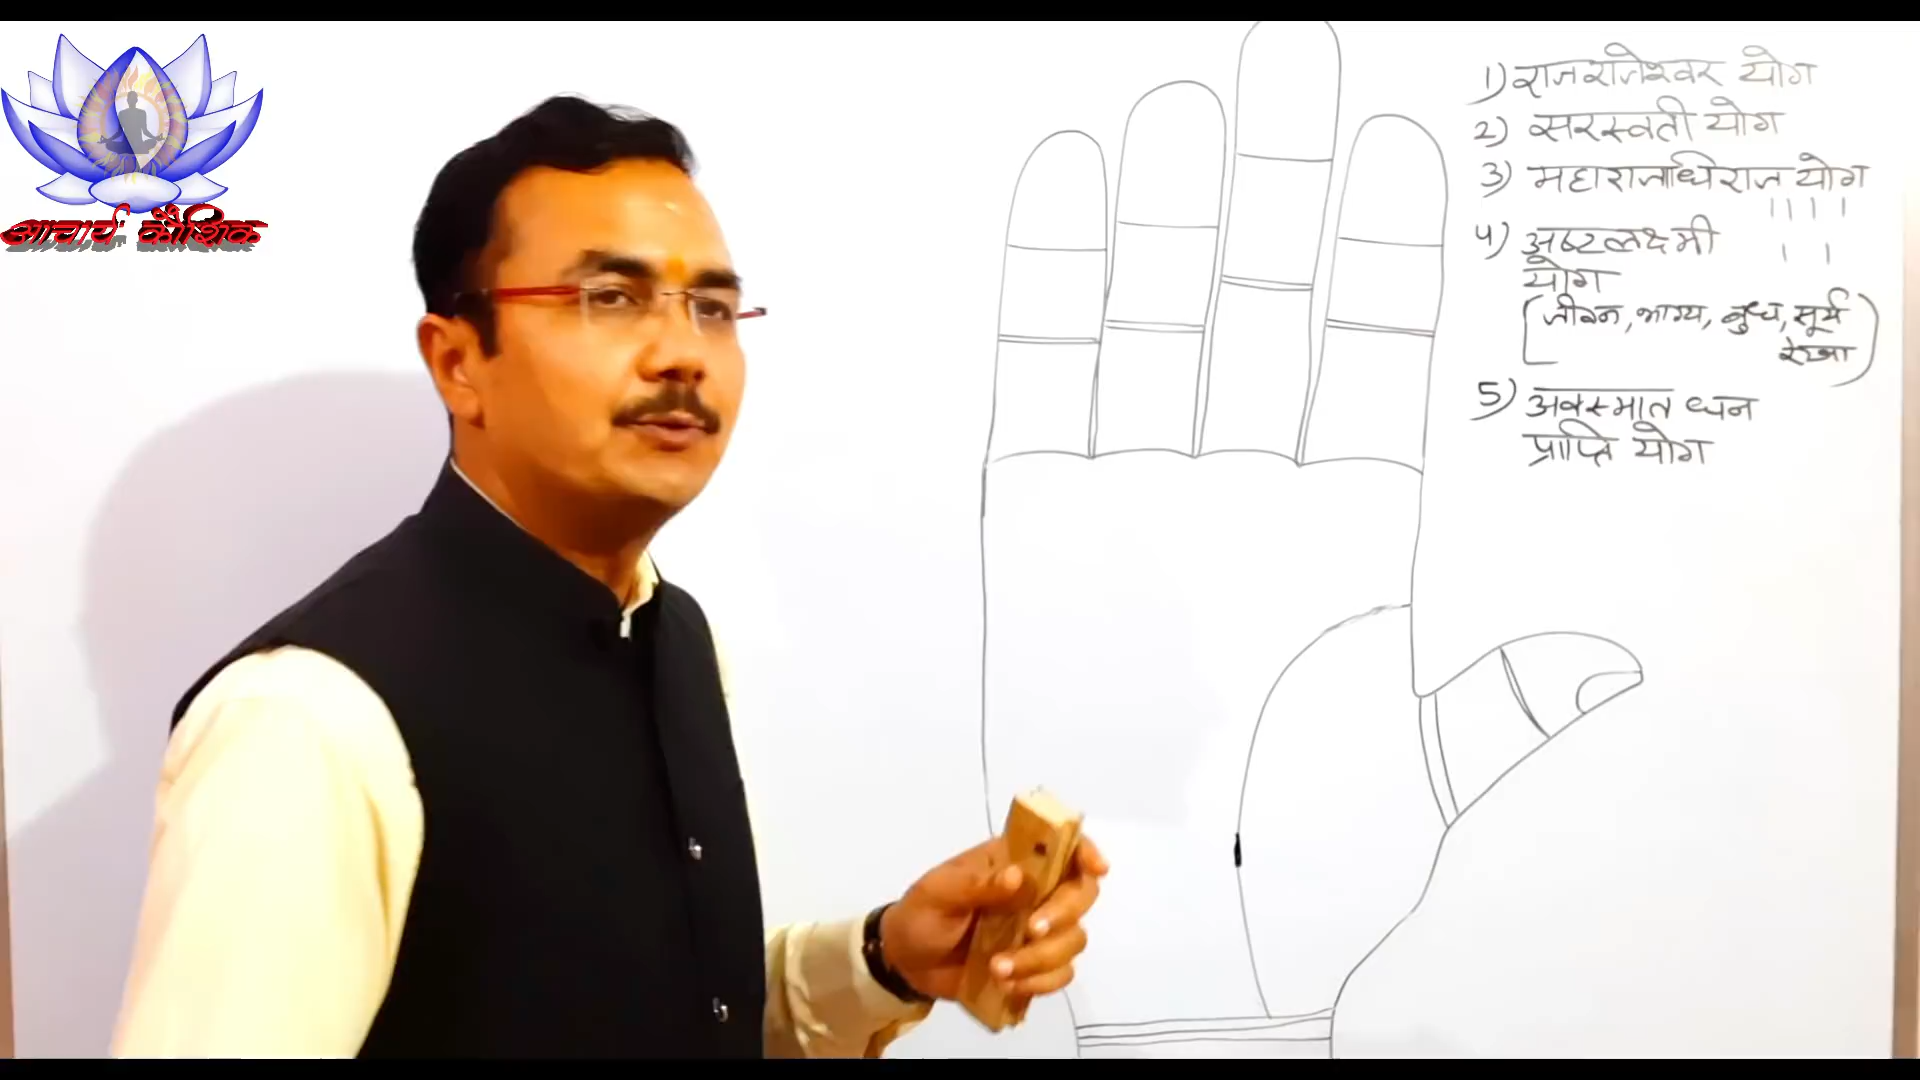 आचार्य कौशिक
1) राजराजेश्वर योग
2) सरस्वती योग
3) महाराजाधिराज योग
4) अष्टलक्ष्मी
योग
(जीवन, भाग्य, बुध, सूर्य
रेखा)
5) अकस्मात धन
प्राप्ति योग